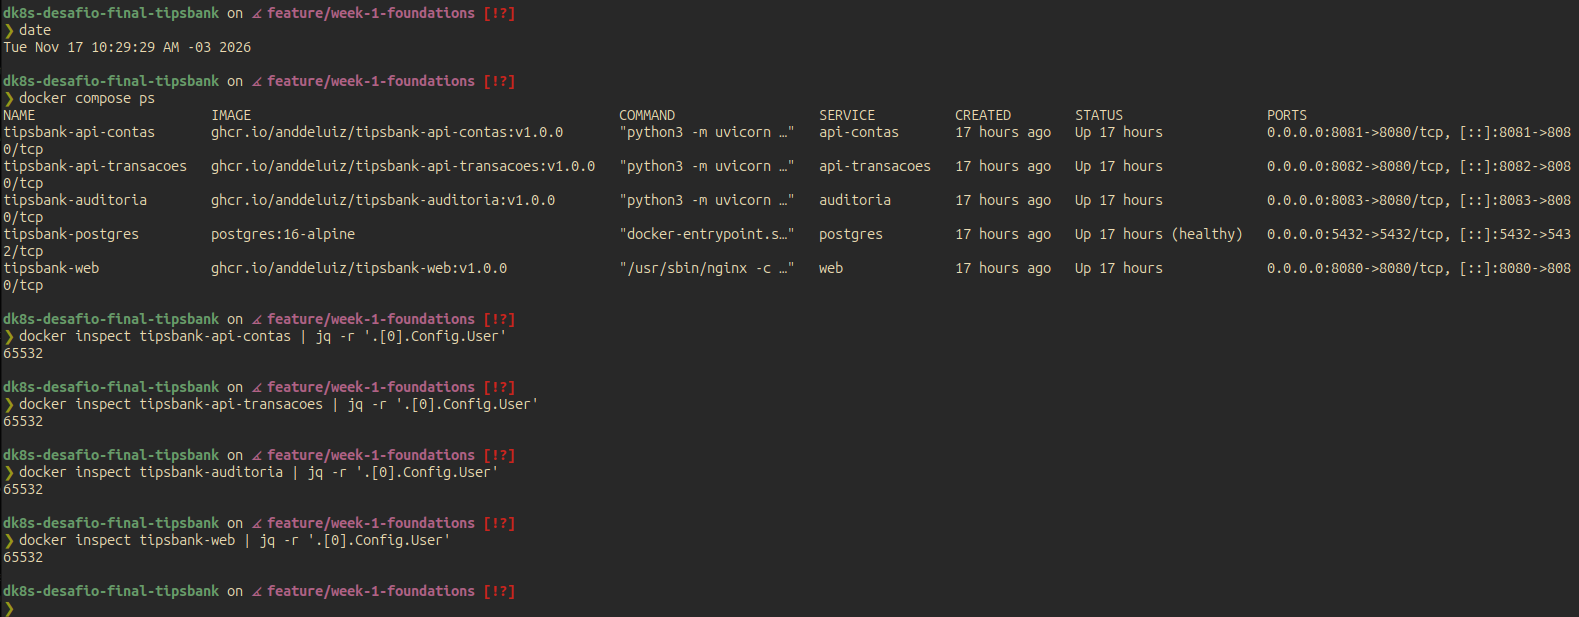 dk8s-desafio-final-tipsbank on feature/week-1-foundations [!?]
❯ date
Tue Nov 17 10:29:29 AM -03 2026
dk8s-desafio-final-tipsbank on feature/week-1-foundations [!?]
❯ docker compose ps
NAME IMAGE COMMAND SERVICE CREATED STATUS PORTS
tipsbank-api-contas ghcr.io/anddeluiz/tipsbank-api-contas:v1.0.0 "python3 -m uvicorn …" api-contas 17 hours ago Up 17 hours 0.0.0.0:8081->8080/tcp, [::]:8081->808
0/tcp
tipsbank-api-transacoes ghcr.io/anddeluiz/tipsbank-api-transacoes:v1.0.0 "python3 -m uvicorn …" api-transacoes 17 hours ago Up 17 hours 0.0.0.0:8082->8080/tcp, [::]:8082->808
0/tcp
tipsbank-auditoria ghcr.io/anddeluiz/tipsbank-auditoria:v1.0.0 "python3 -m uvicorn …" auditoria 17 hours ago Up 17 hours 0.0.0.0:8083->8080/tcp, [::]:8083->808
0/tcp
tipsbank-postgres postgres:16-alpine "docker-entrypoint.s…" postgres 17 hours ago Up 17 hours (healthy) 0.0.0.0:5432->5432/tcp, [::]:5432->543
2/tcp
tipsbank-web ghcr.io/anddeluiz/tipsbank-web:v1.0.0 "/usr/sbin/nginx -c …" web 17 hours ago Up 17 hours 0.0.0.0:8080->8080/tcp, [::]:8080->808
0/tcp
dk8s-desafio-final-tipsbank on feature/week-1-foundations [!?]
❯ docker inspect tipsbank-api-contas | jq -r '.[0].Config.User'
65532
dk8s-desafio-final-tipsbank on feature/week-1-foundations [!?]
❯ docker inspect tipsbank-api-transacoes | jq -r '.[0].Config.User'
65532
dk8s-desafio-final-tipsbank on feature/week-1-foundations [!?]
❯ docker inspect tipsbank-auditoria | jq -r '.[0].Config.User'
65532
dk8s-desafio-final-tipsbank on feature/week-1-foundations [!?]
❯ docker inspect tipsbank-web | jq -r '.[0].Config.User'
65532
dk8s-desafio-final-tipsbank on feature/week-1-foundations [!?]
❯